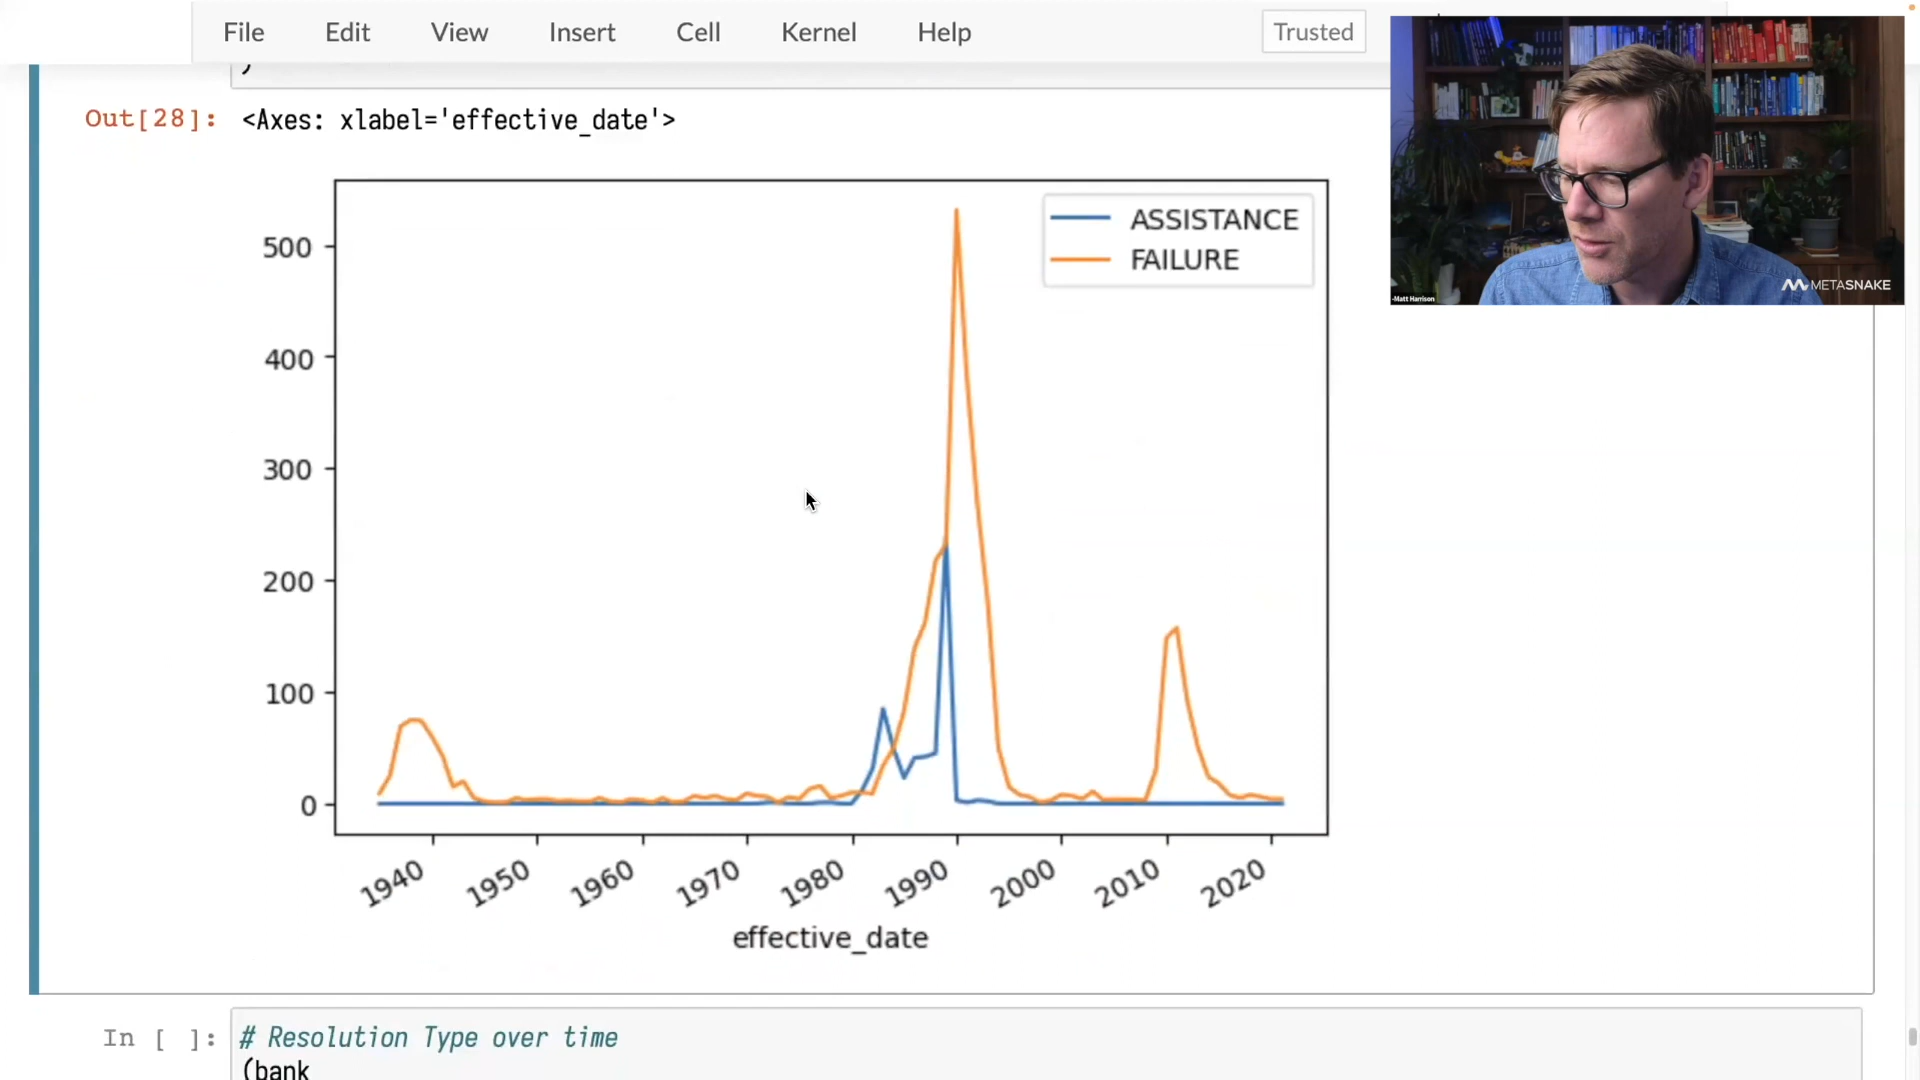 File Edit View Insert Cell Kernel Help Trusted
)
Out[28]: <Axes: xlabel='effective_date'>
ASSISTANCE
FAILURE
500
400
300
200
100
0
1940 1950 1960 1970 1980 1990 2000 2010 2020
effective_date
In [ ]: # Resolution Type over time
(bank
-Matt Harrison
METASNAKE